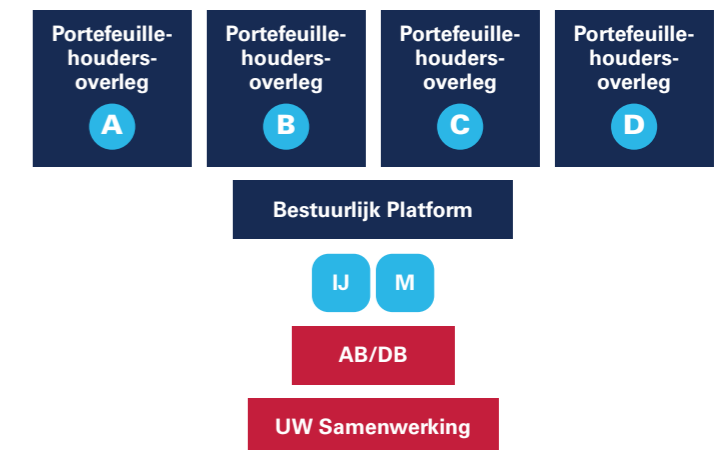 Portefeuille-
houders-
overleg
A
Portefeuille-
houders-
overleg
B
Portefeuille-
houders-
overleg
C
Portefeuille-
houders-
overleg
D
Bestuurlijk Platform
IJ
M
AB/DB
UW Samenwerking